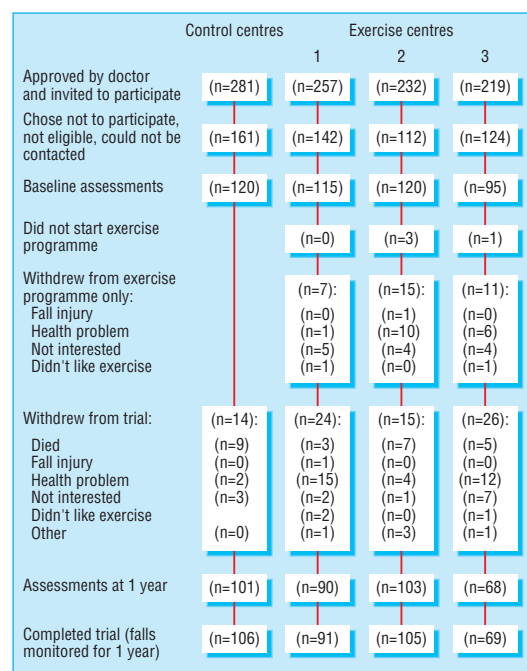 Control centres Exercise centres
1 2 3
Approved by doctor
and invited to participate (n=281) (n=257) (n=232) (n=219)
Chose not to participate,
not eligible, could not be (n=161) (n=142) (n=112) (n=124)
contacted
Baseline assessments (n=120) (n=115) (n=120) (n=95)
Did not start exercise
programme (n=0) (n=3) (n=1)
Withdrew from exercise (n=7): (n=15): (n=11):
programme only:
Fall injury (n=0) (n=1) (n=0)
Health problem (n=1) (n=10) (n=6)
Not interested (n=5) (n=4) (n=4)
Didn't like exercise (n=1) (n=0) (n=1)
Withdrew from trial: (n=14): (n=24): (n=15): (n=26):
Died (n=9) (n=3) (n=7) (n=5)
Fall injury (n=0) (n=1) (n=0) (n=0)
Health problem (n=2) (n=15) (n=4) (n=12)
Not interested (n=3) (n=2) (n=1) (n=7)
Didn't like exercise (n=2) (n=0) (n=1)
Other (n=0) (n=1) (n=3) (n=1)
Assessments at 1 year (n=101) (n=90) (n=103) (n=68)
Completed trial (falls (n=106) (n=91) (n=105) (n=69)
monitored for 1 year)